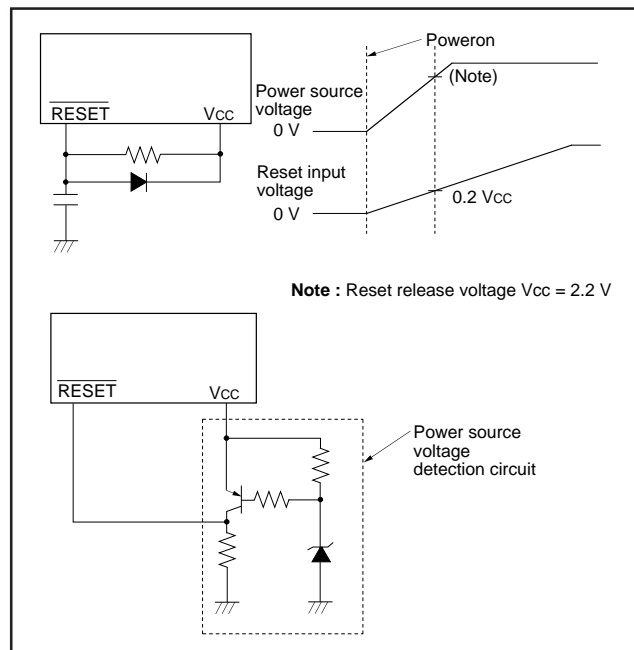 Poweron
RESET
VCC
Power source
voltage
0 V
(Note)
Reset input
voltage
0 V
0.2 VCC
Note : Reset release voltage Vcc = 2.2 V
RESET
VCC
Power source
voltage
detection circuit